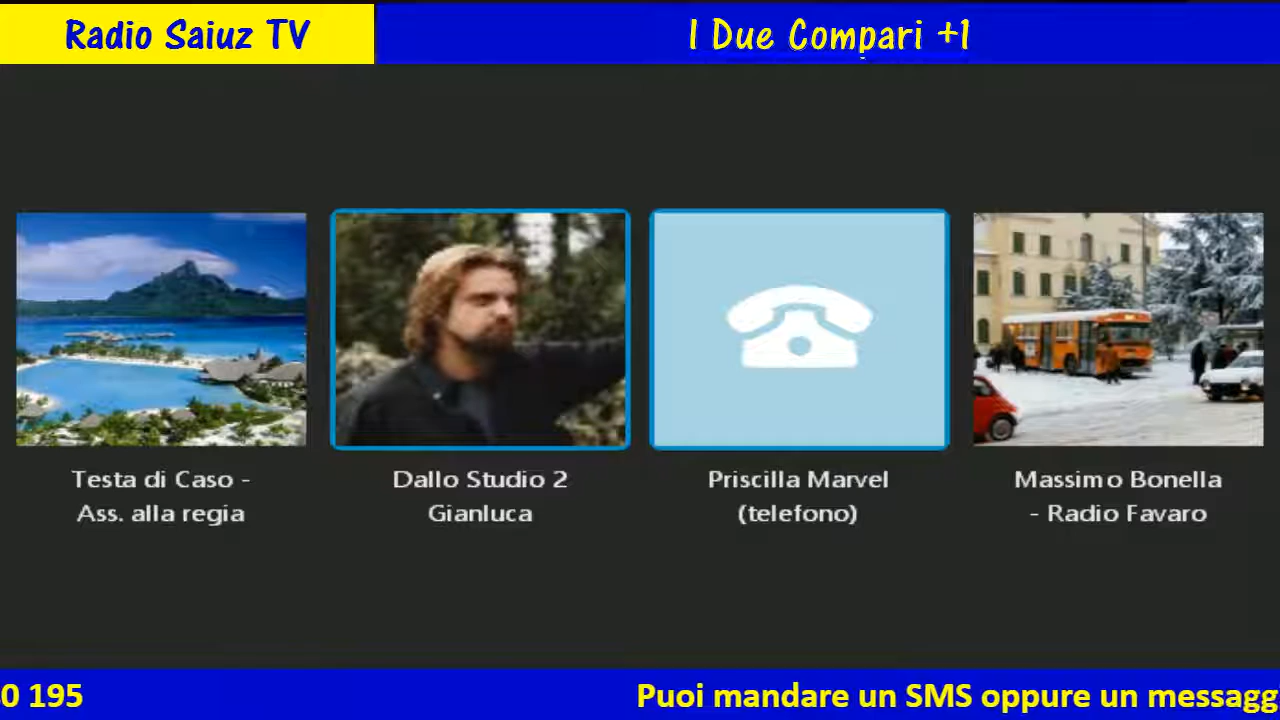 Radio Saiuz TV
I Due Compari +1
Testa di Caso -
Ass. alla regia
Dallo Studio 2
Gianluca
Priscilla Marvel
(telefono)
Massimo Bonella
- Radio Favaro
0 195
Puoi mandare un SMS oppure un messagg